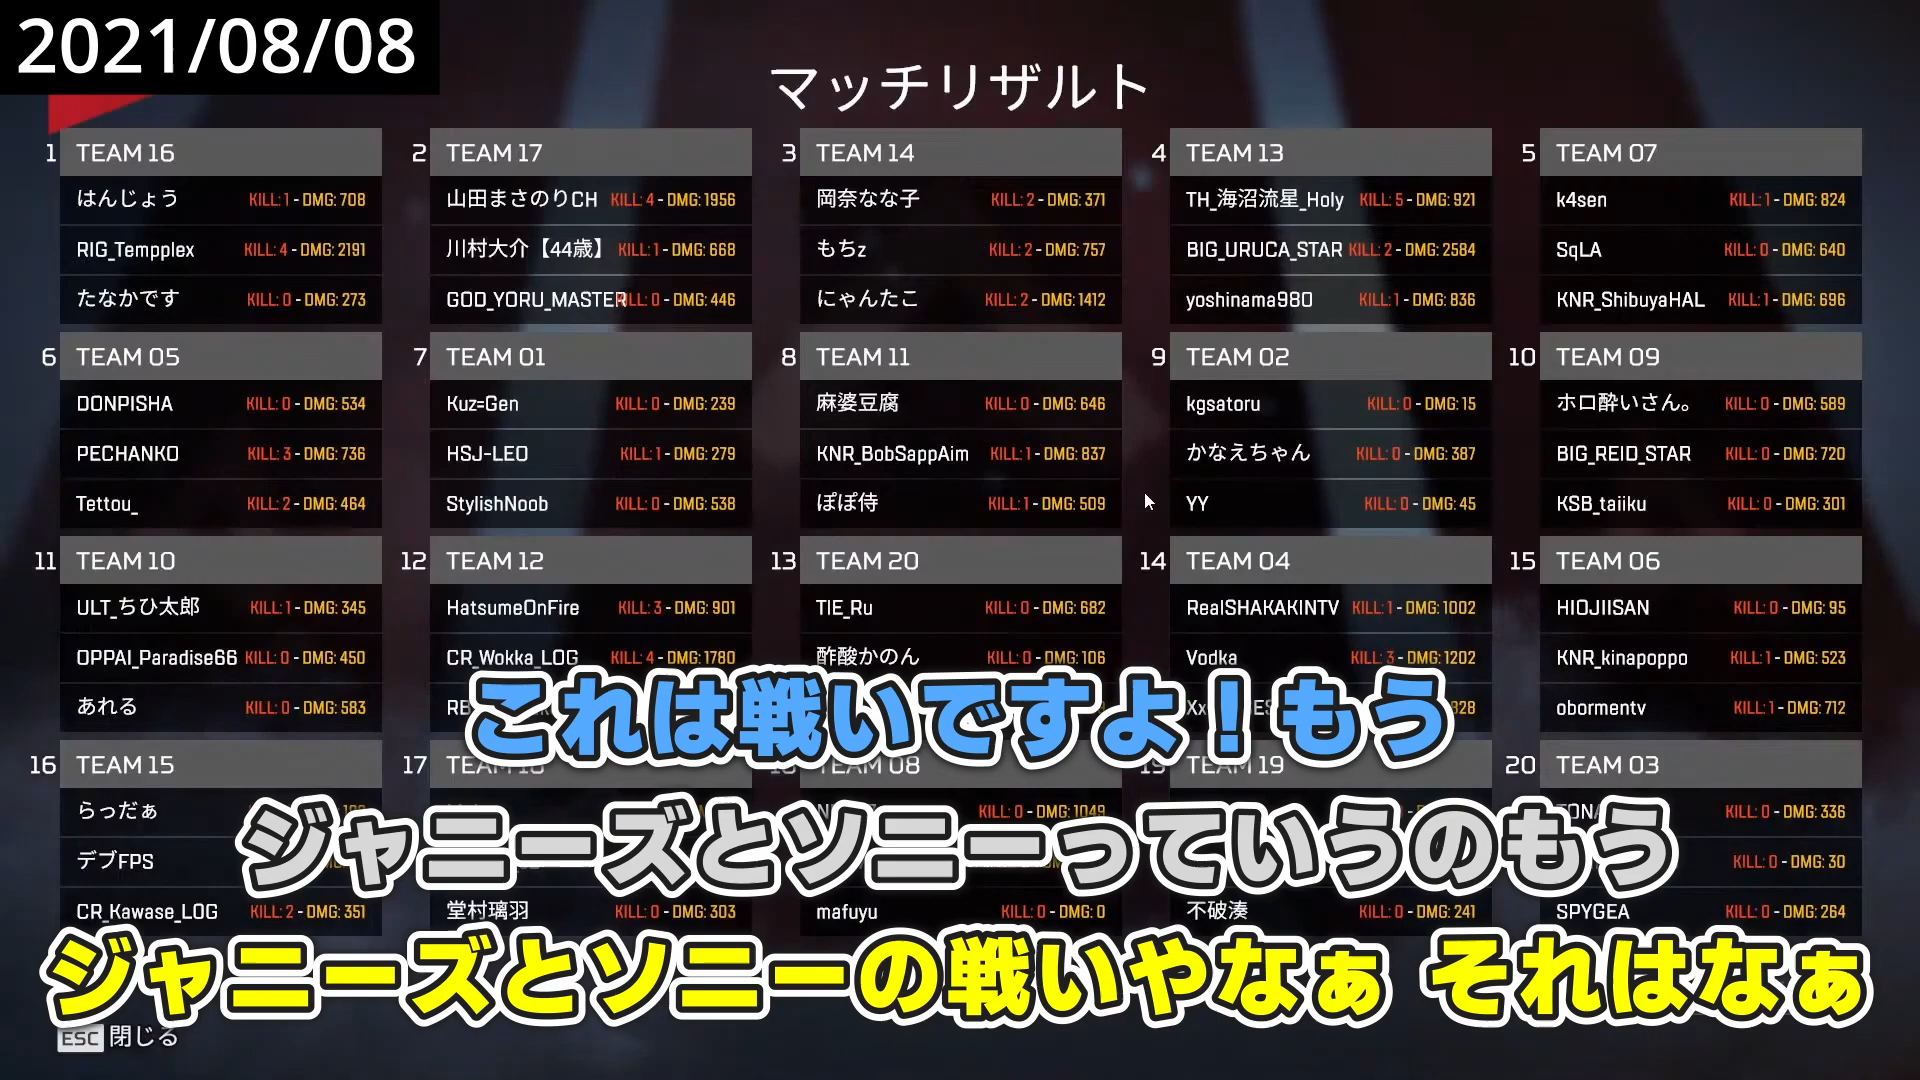 2021/08/08
マッチリザルト
1 TEAM 16
はんじょう KILL: 1 - DMG: 708
RIG_Tempplex KILL: 4 - DMG: 2191
たなかです KILL: 0 - DMG: 273
2 TEAM 17
山田まさのりCH KILL: 4 - DMG: 1956
川村大介【44歳】 KILL: 1 - DMG: 668
GOD_YORU_MASTER KILL: 0 - DMG: 446
3 TEAM 14
岡奈なな子 KILL: 2 - DMG: 371
もちz KILL: 2 - DMG: 757
にゃんたこ KILL: 2 - DMG: 1412
4 TEAM 13
TH_海沼流星_Holy KILL: 5 - DMG: 921
BIG_URUCA_STAR KILL: 2 - DMG: 2584
yoshinama980 KILL: 1 - DMG: 836
5 TEAM 07
k4sen KILL: 1 - DMG: 824
SqLA KILL: 0 - DMG: 640
KNR_ShibuyaHAL KILL: 1 - DMG: 696
6 TEAM 05
DONPISHA KILL: 0 - DMG: 534
PECHANKO KILL: 3 - DMG: 736
Tettou_ KILL: 2 - DMG: 464
7 TEAM 01
Kuz=Gen KILL: 0 - DMG: 239
HSJ-LEO KILL: 1 - DMG: 279
StylishNoob KILL: 0 - DMG: 538
8 TEAM 11
麻婆豆腐 KILL: 0 - DMG: 646
KNR_BobSappAim KILL: 1 - DMG: 837
ぽぽ侍 KILL: 1 - DMG: 509
9 TEAM 02
kgsatoru KILL: 0 - DMG: 15
かなえちゃん KILL: 0 - DMG: 387
YY KILL: 0 - DMG: 45
10 TEAM 09
ホロ酔いさん。 KILL: 0 - DMG: 589
BIG_REID_STAR KILL: 0 - DMG: 720
KSB_taiiku KILL: 0 - DMG: 301
11 TEAM 10
ULT_ちひ太郎 KILL: 1 - DMG: 345
OPPAI_Paradise66 KILL: 0 - DMG: 450
あれる KILL: 0 - DMG: 583
12 TEAM 12
HatsumeOnFire KILL: 3 - DMG: 901
CR_Wokka_LOG KILL: 4 - DMG: 1780
13 TEAM 20
TIE_Ru KILL: 0 - DMG: 682
酢酸かのん KILL: 0 - DMG: 106
14 TEAM 04
RealSHAKAKINTV KILL: 1 - DMG: 1002
Vodka KILL: 3 - DMG: 1202
15 TEAM 06
HIOJIISAN KILL: 0 - DMG: 95
KNR_kinapoppo KILL: 1 - DMG: 523
obormentv KILL: 1 - DMG: 712
これは戦いですよ！もう
16 TEAM 15
らっだぁ
デブFPS
CR_Kawase_LOG KILL: 2 - DMG: 351
17 TEAM
堂村璃羽 KILL: 0 - DMG: 303
TEAM 08
KILL: 0 - DMG: 1049
mafuyu KILL: 0 - DMG: 0
19 TEAM 19
不破湊 KILL: 0 - DMG: 241
20 TEAM 03
KILL: 0 - DMG: 336
KILL: 0 - DMG: 30
SPYGEA KILL: 0 - DMG: 264
ジャニーズとソニーっていうのもう
ジャニーズとソニーの戦いやなぁ それはなぁ
ESC 閉じる